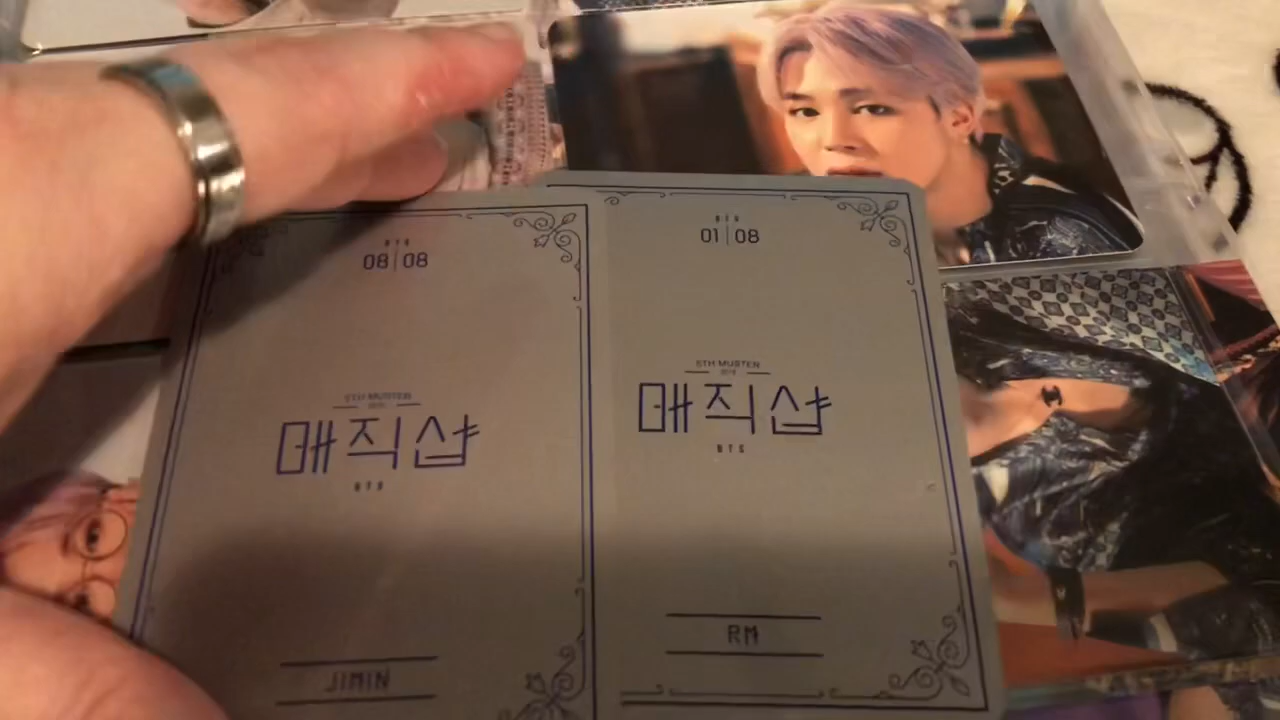 BTS
08|08
5TH MUSTER
매직샵
BTS
JIMIN
BTS
01|08
5TH MUSTER
매직샵
BTS
RM